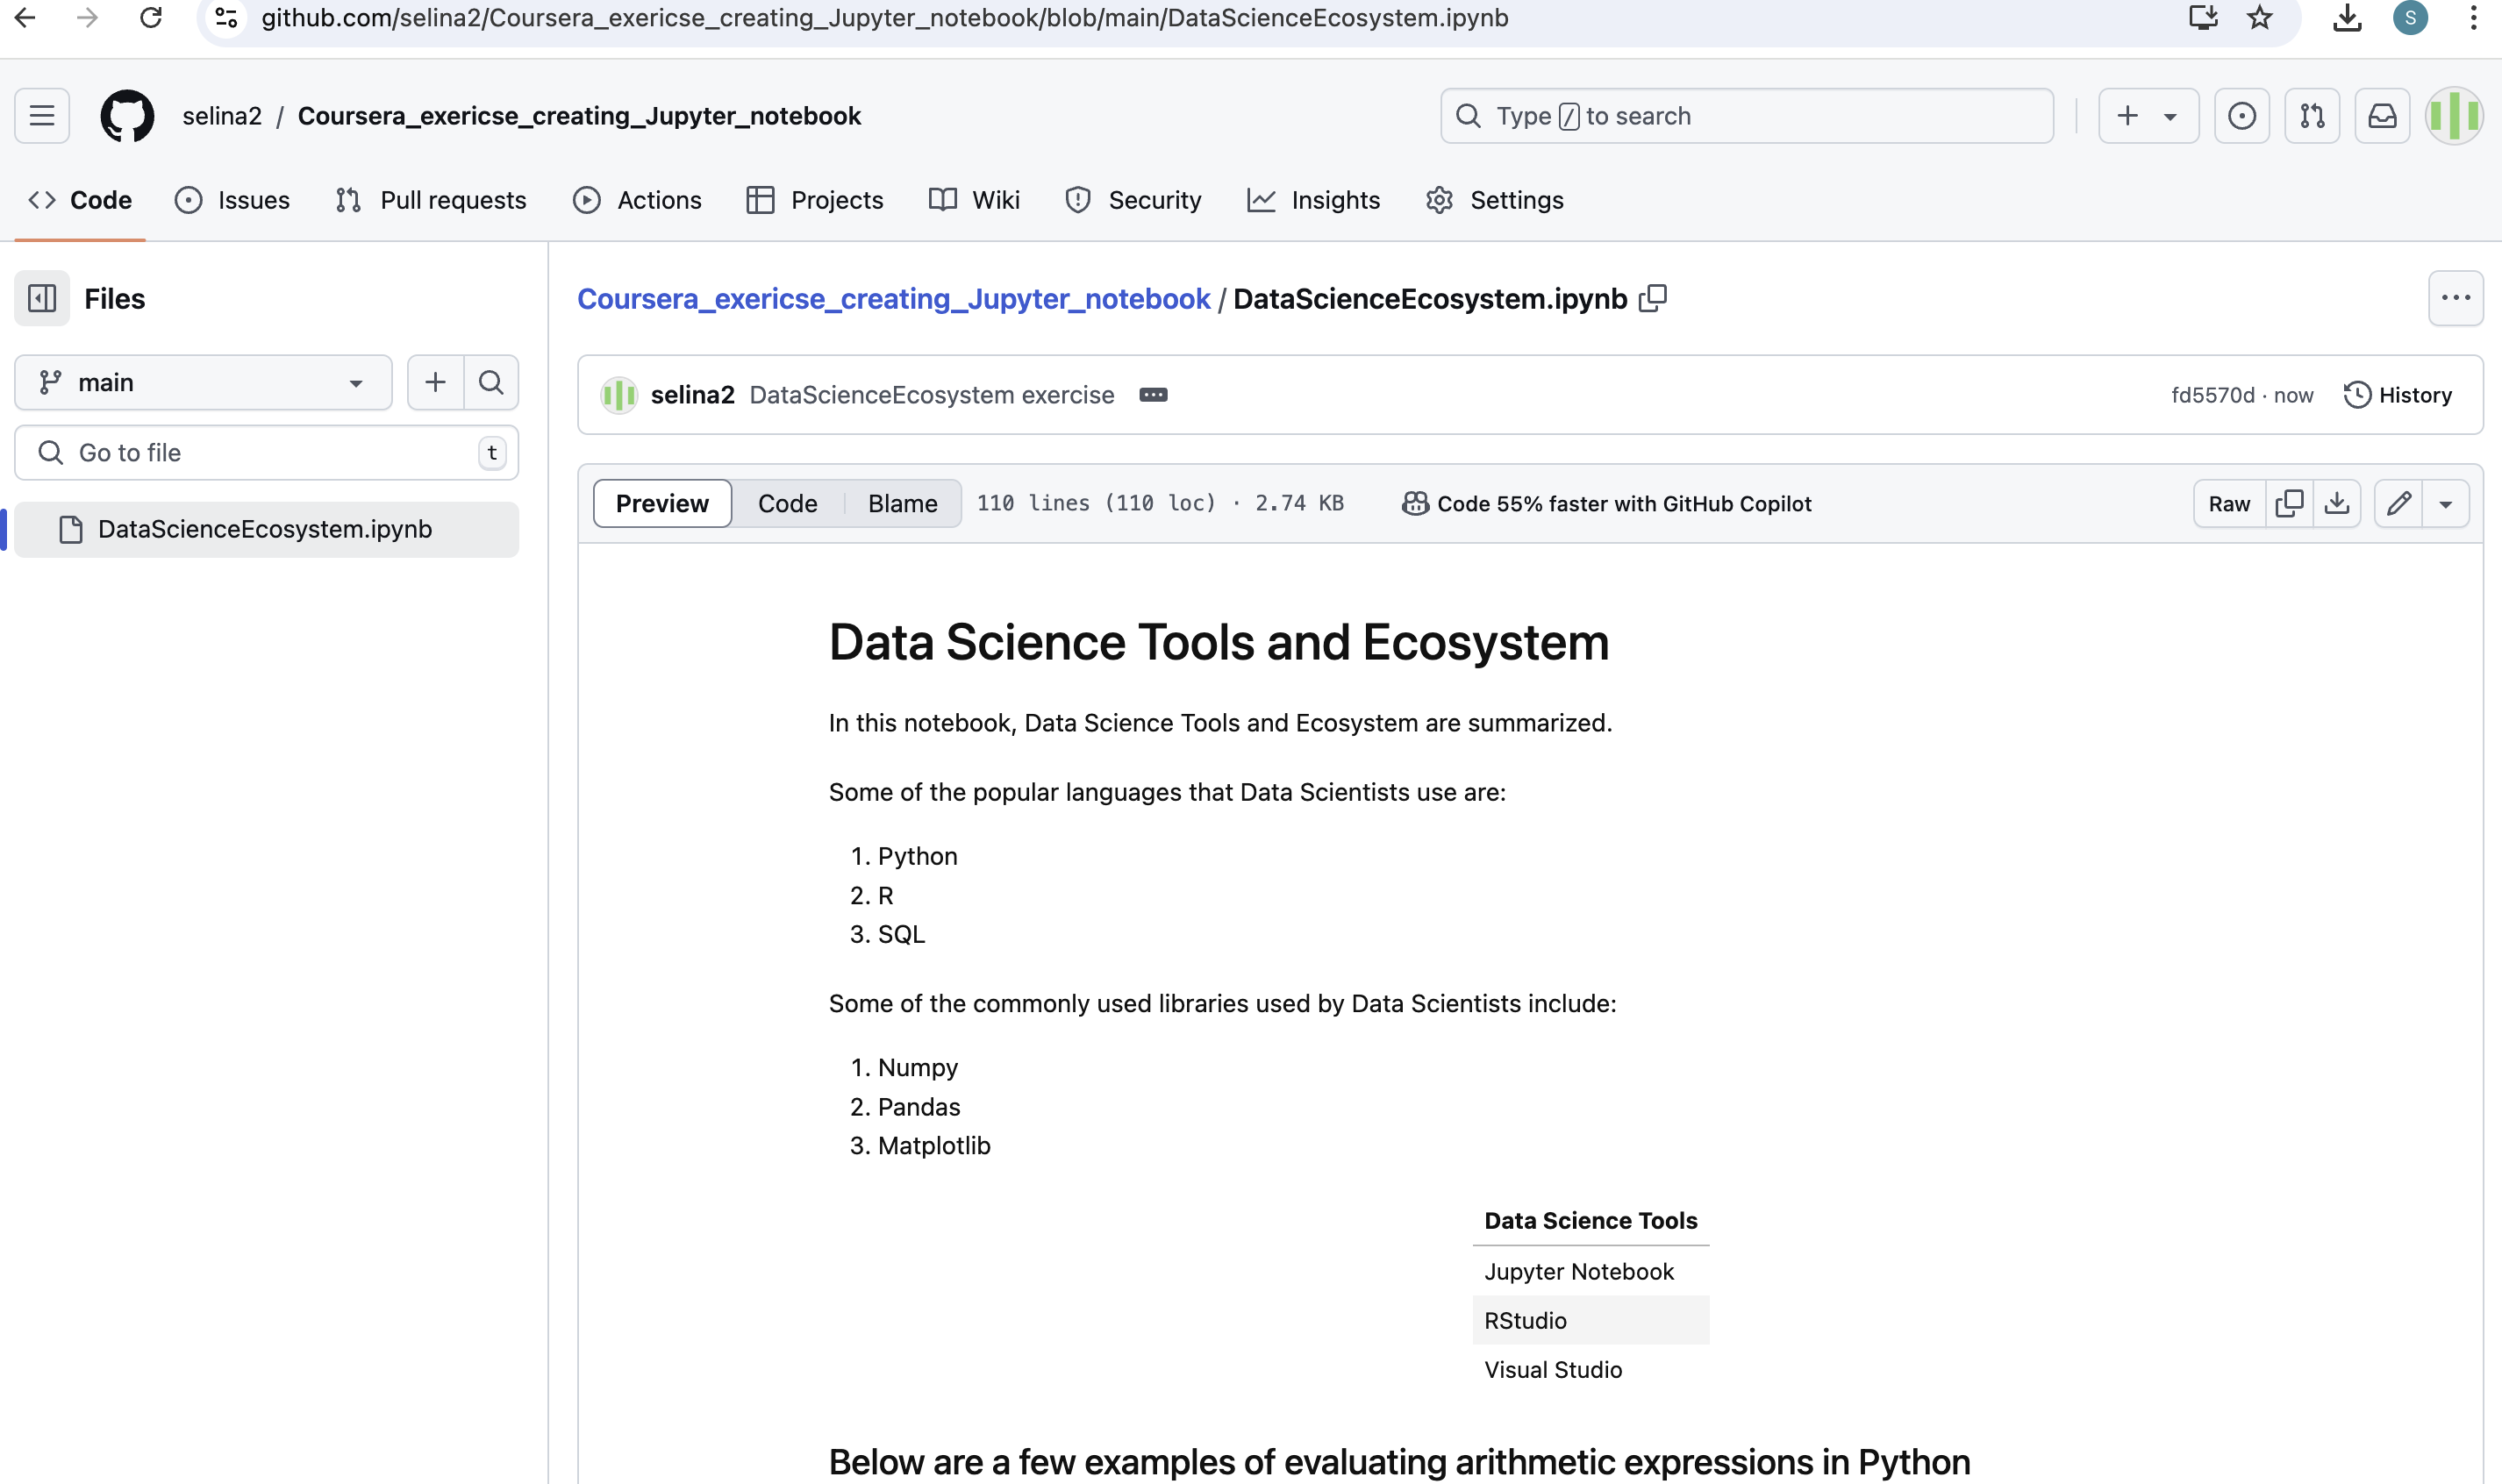 github.com/selina2/Coursera_exericse_creating_Jupyter_notebook/blob/main/DataScienceEcosystem.ipynb
S
selina2 / Coursera_exericse_creating_Jupyter_notebook
Type / to search
Code Issues Pull requests Actions Projects Wiki Security Insights Settings
Files
Coursera_exericse_creating_Jupyter_notebook / DataScienceEcosystem.ipynb
main
selina2 DataScienceEcosystem exercise
fd5570d · now History
Go to file t
Preview Code Blame 110 lines (110 loc) · 2.74 KB Code 55% faster with GitHub Copilot Raw
DataScienceEcosystem.ipynb
Data Science Tools and Ecosystem
In this notebook, Data Science Tools and Ecosystem are summarized.
Some of the popular languages that Data Scientists use are:
1. Python
2. R
3. SQL
Some of the commonly used libraries used by Data Scientists include:
1. Numpy
2. Pandas
3. Matplotlib
Data Science Tools
Jupyter Notebook
RStudio
Visual Studio
Below are a few examples of evaluating arithmetic expressions in Python